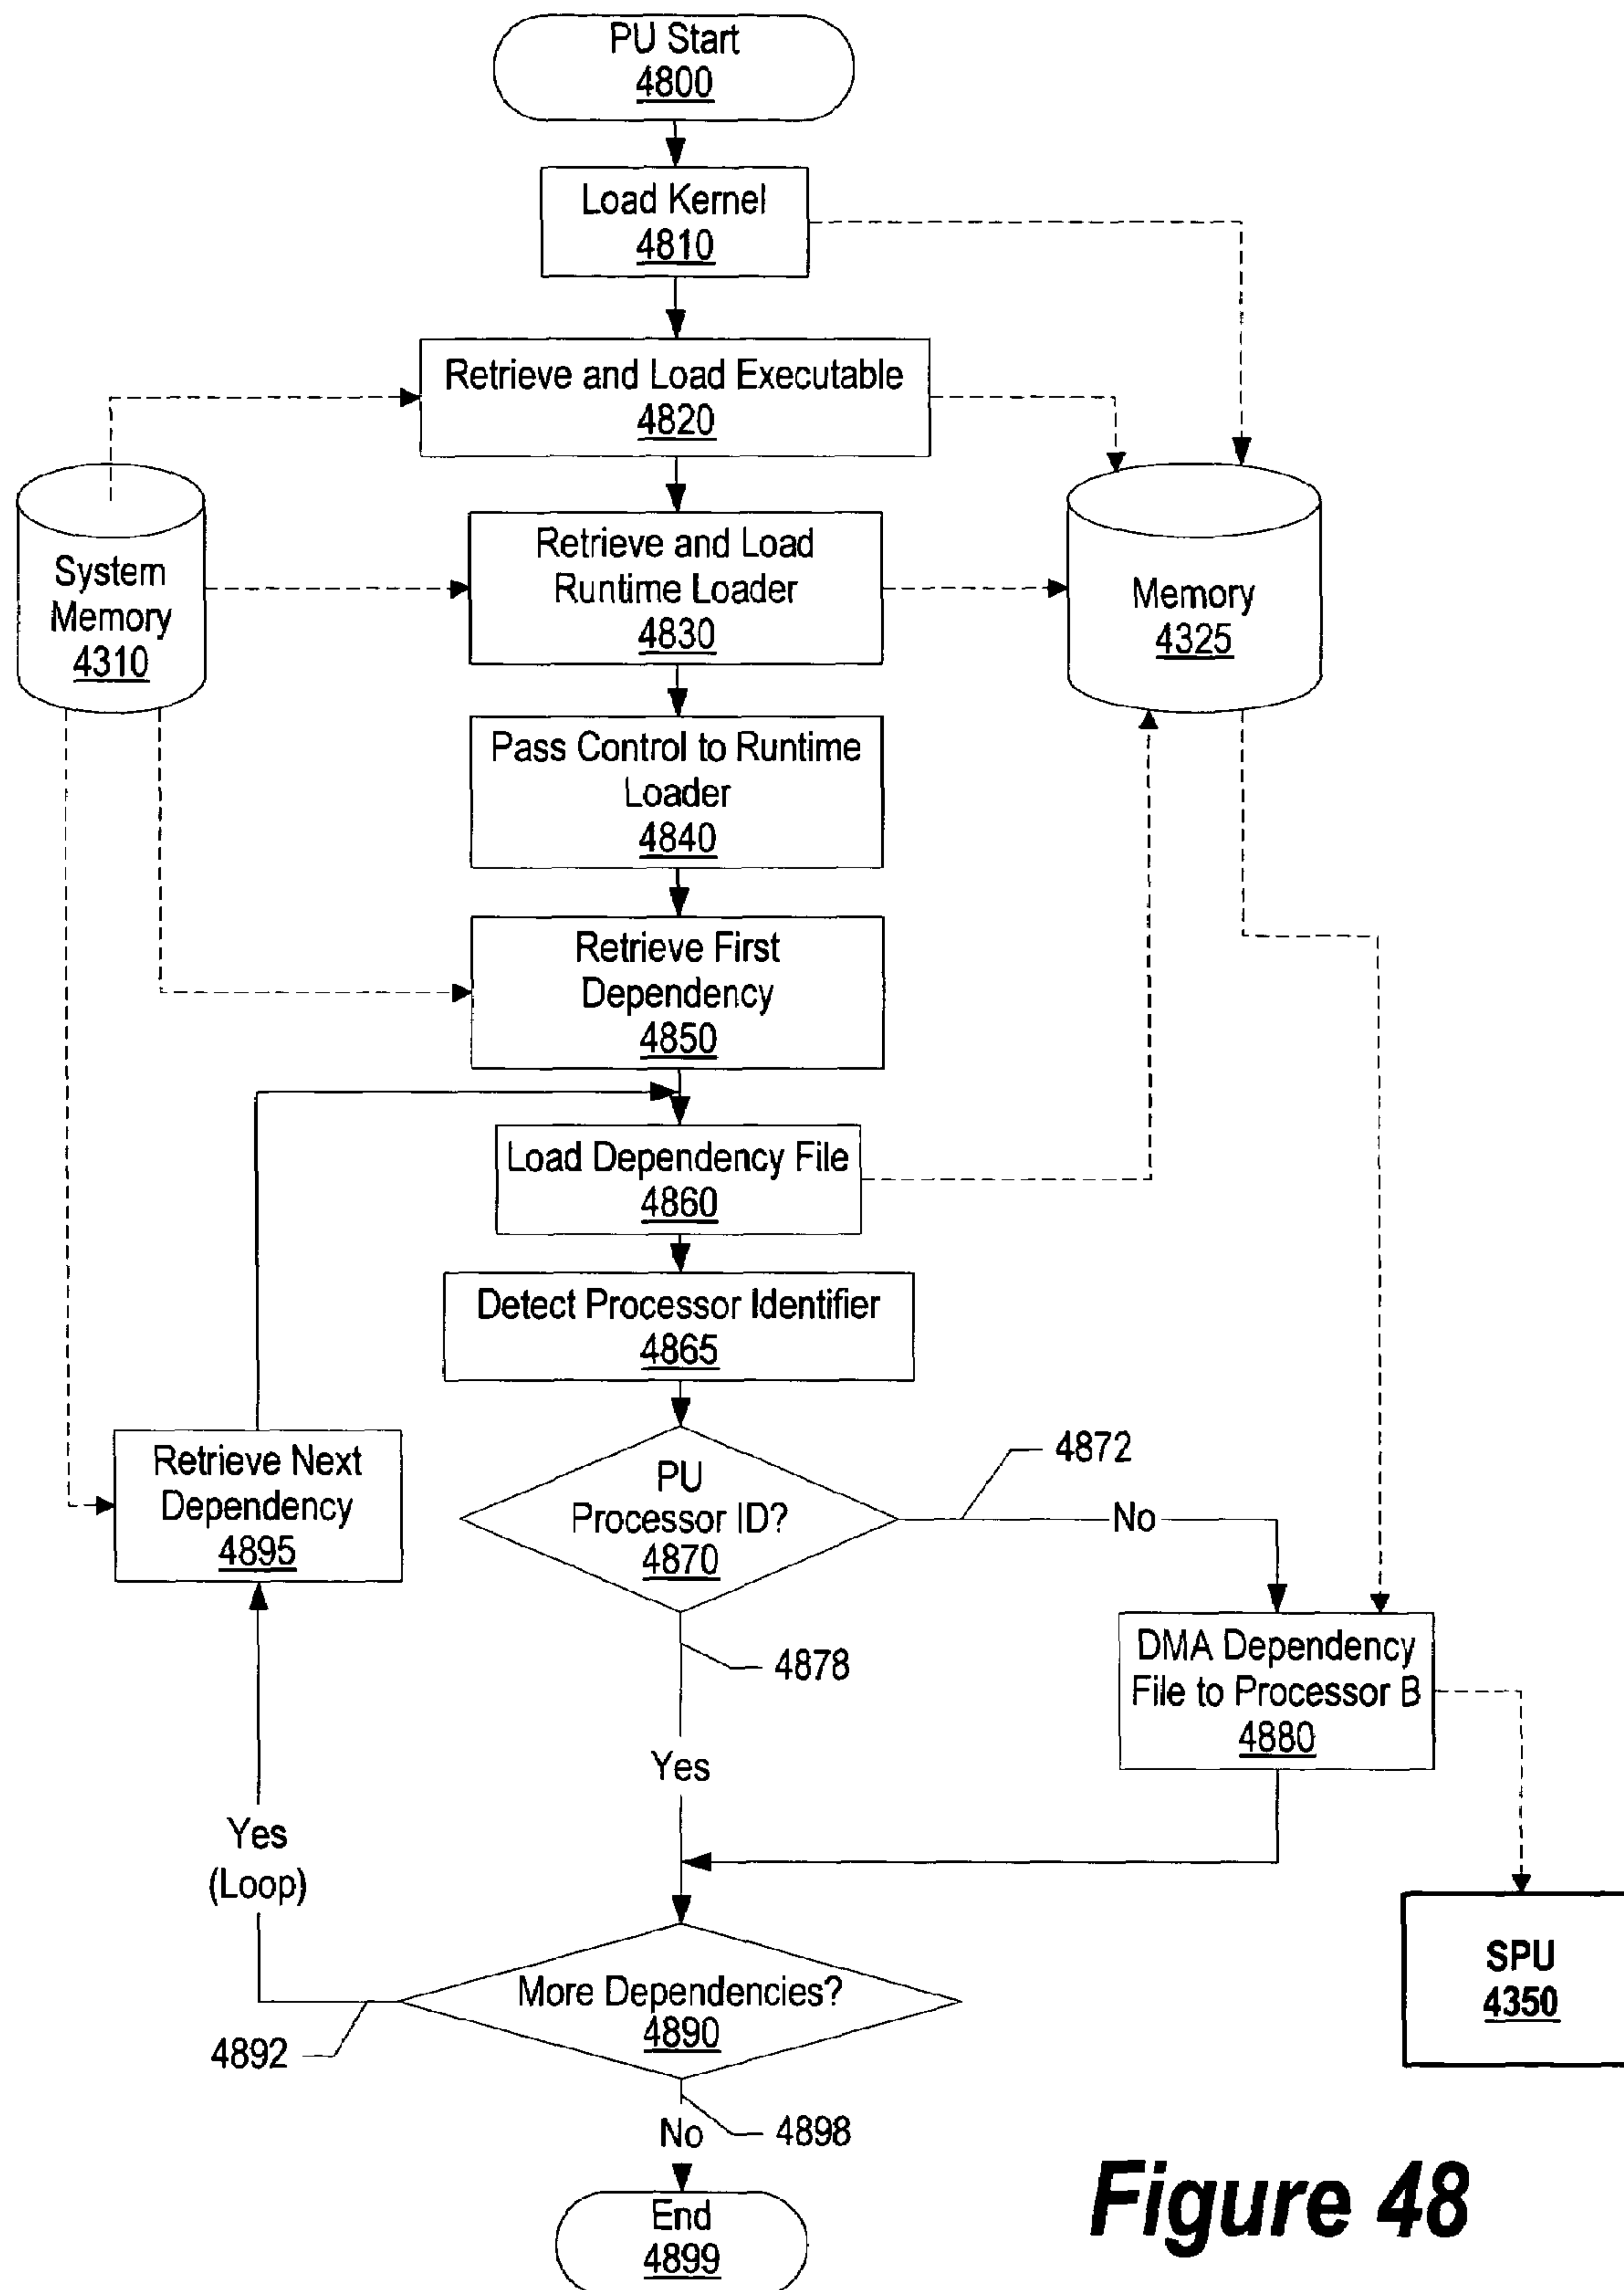 PU Start
4800
Load Kernel
4810
Retrieve and Load Executable
4820
System
Memory
4310
Retrieve and Load
Runtime Loader
4830
Memory
4325
Pass Control to Runtime
Loader
4840
Retrieve First
Dependency
4850
Load Dependency File
4860
Detect Processor Identifier
4865
Retrieve Next
Dependency
4895
PU
Processor ID?
4870
4872
No
4878
Yes
DMA Dependency
File to Processor B
4880
Yes
(Loop)
More Dependencies?
4890
4892
SPU
4350
No
4898
End
4899
Figure 48